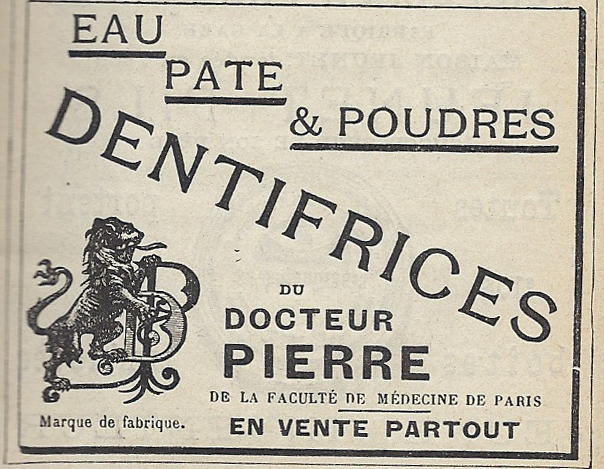 EAU
PATE
& POUDRES
DENTIFRICES
DU
DOCTEUR
PIERRE
DE LA FACULTÉ DE MÉDECINE DE PARIS
Marque de fabrique.
EN VENTE PARTOUT